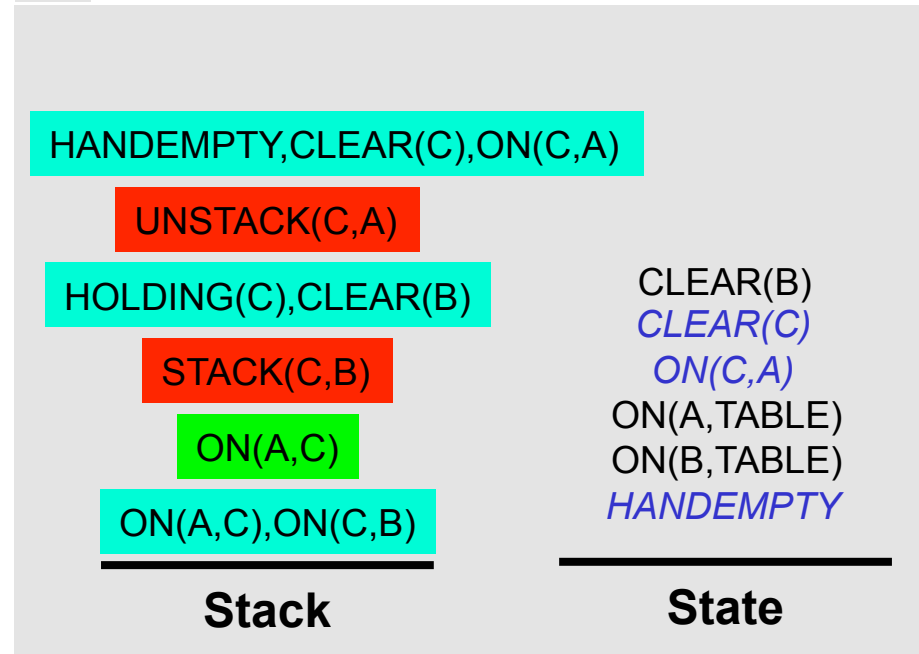 HANDEMPTY,CLEAR(C),ON(C,A)
UNSTACK(C,A)
HOLDING(C),CLEAR(B)
STACK(C,B)
ON(A,C)
ON(A,C),ON(C,B)
Stack
CLEAR(B)
CLEAR(C)
ON(C,A)
ON(A,TABLE)
ON(B,TABLE)
HANDEMPTY
State